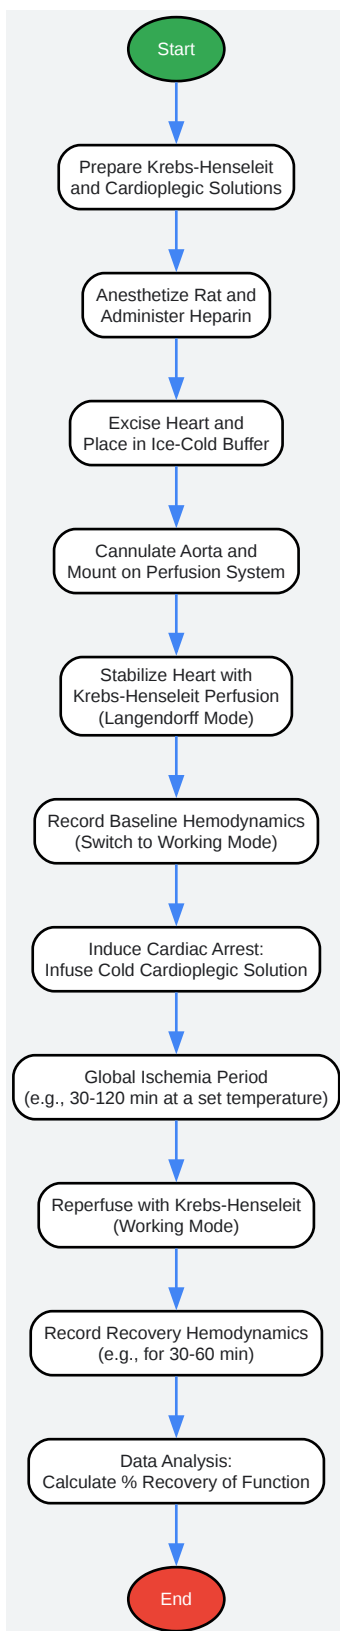 Start
Prepare Krebs-Henseleit
and Cardioplegic Solutions
Anesthetize Rat and
Administer Heparin
Excise Heart and
Place in Ice-Cold Buffer
Cannulate Aorta and
Mount on Perfusion System
Stabilize Heart with
Krebs-Henseleit Perfusion
(Langendorff Mode)
Record Baseline Hemodynamics
(Switch to Working Mode)
Induce Cardiac Arrest:
Infuse Cold Cardioplegic Solution
Global Ischemia Period
(e.g., 30-120 min at a set temperature)
Reperfuse with Krebs-Henseleit
(Working Mode)
Record Recovery Hemodynamics
(e.g., for 30-60 min)
Data Analysis:
Calculate % Recovery of Function
End